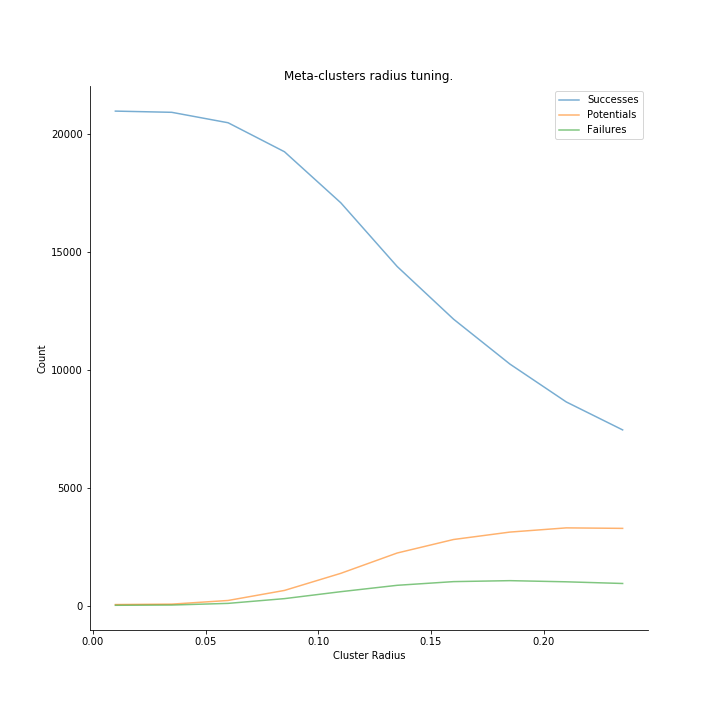 Meta-clusters radius tuning.
Successes
Potentials
Failures
20000
15000
10000
5000
0
Count
0.00 0.05 0.10 0.15 0.20
Cluster Radius